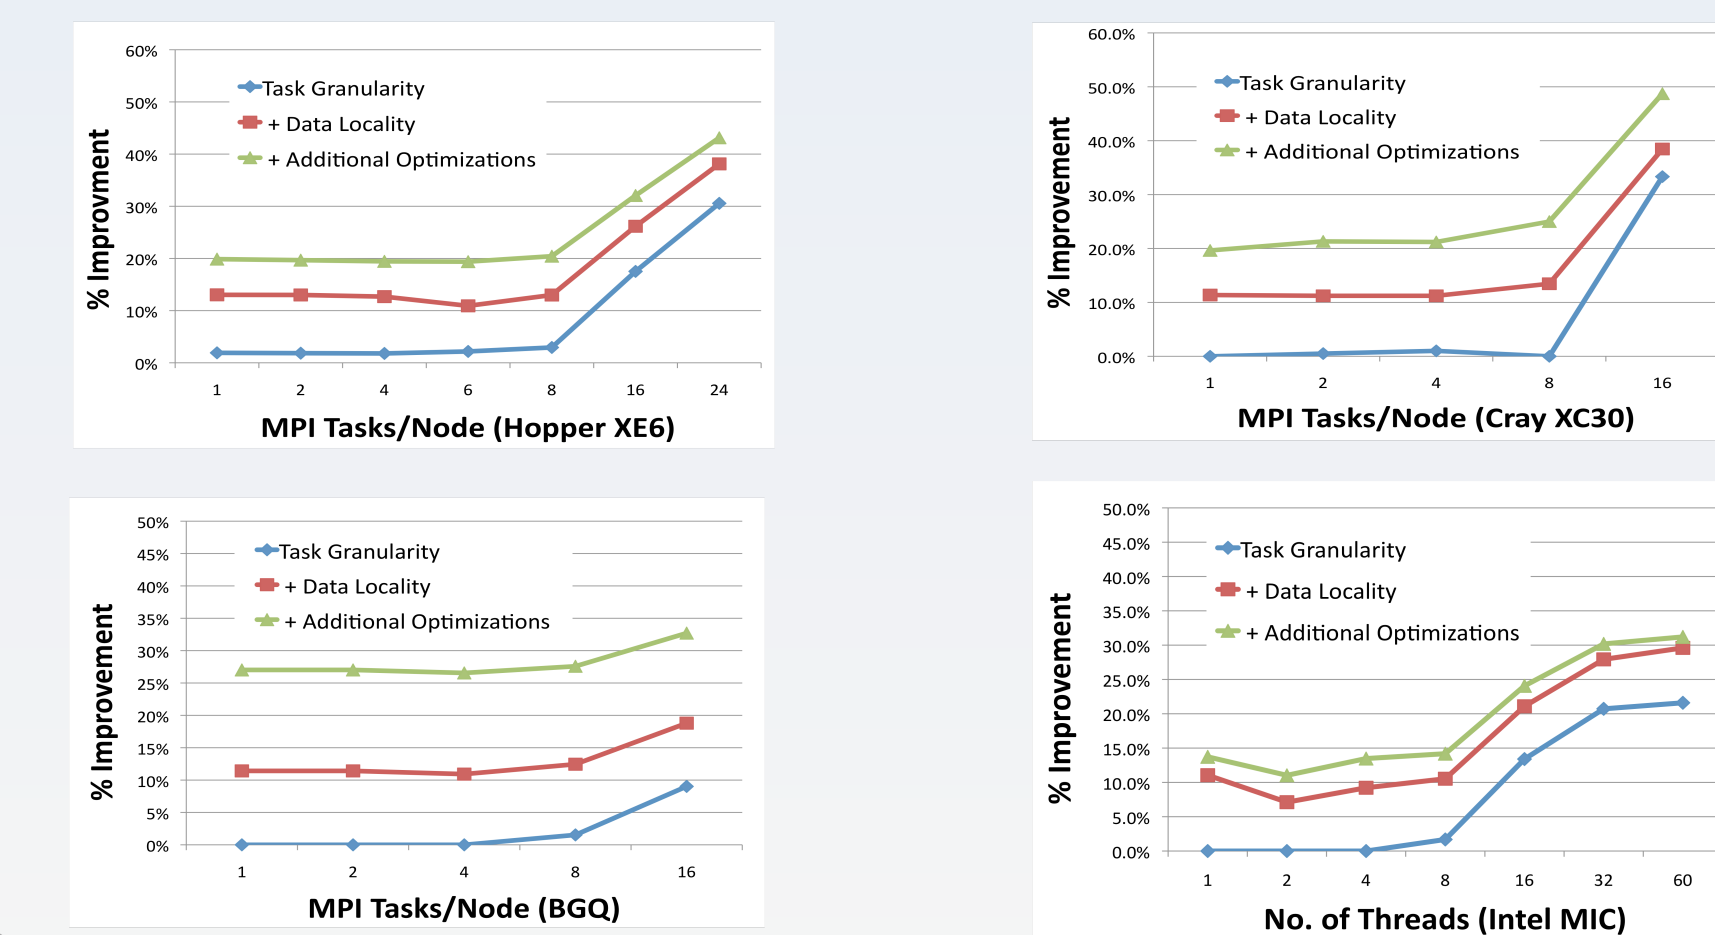 60%
50%
40%
30%
20%
10%
0%
% Improvment
Task Granularity
+ Data Locality
+ Additional Optimizations
1 2 4 6 8 16 24
MPI Tasks/Node (Hopper XE6)
60.0%
50.0%
40.0%
30.0%
20.0%
10.0%
0.0%
% Improvement
Task Granularity
+ Data Locality
+ Additional Optimizations
1 2 4 8 16
MPI Tasks/Node (Cray XC30)
50%
45%
40%
35%
30%
25%
20%
15%
10%
5%
0%
% Improvement
Task Granularity
+ Data Locality
+ Additional Optimizations
1 2 4 8 16
MPI Tasks/Node (BGQ)
50.0%
45.0%
40.0%
35.0%
30.0%
25.0%
20.0%
15.0%
10.0%
5.0%
0.0%
% Improvement
Task Granularity
+ Data Locality
+ Additional Optimizations
1 2 4 8 16 32 60
No. of Threads (Intel MIC)